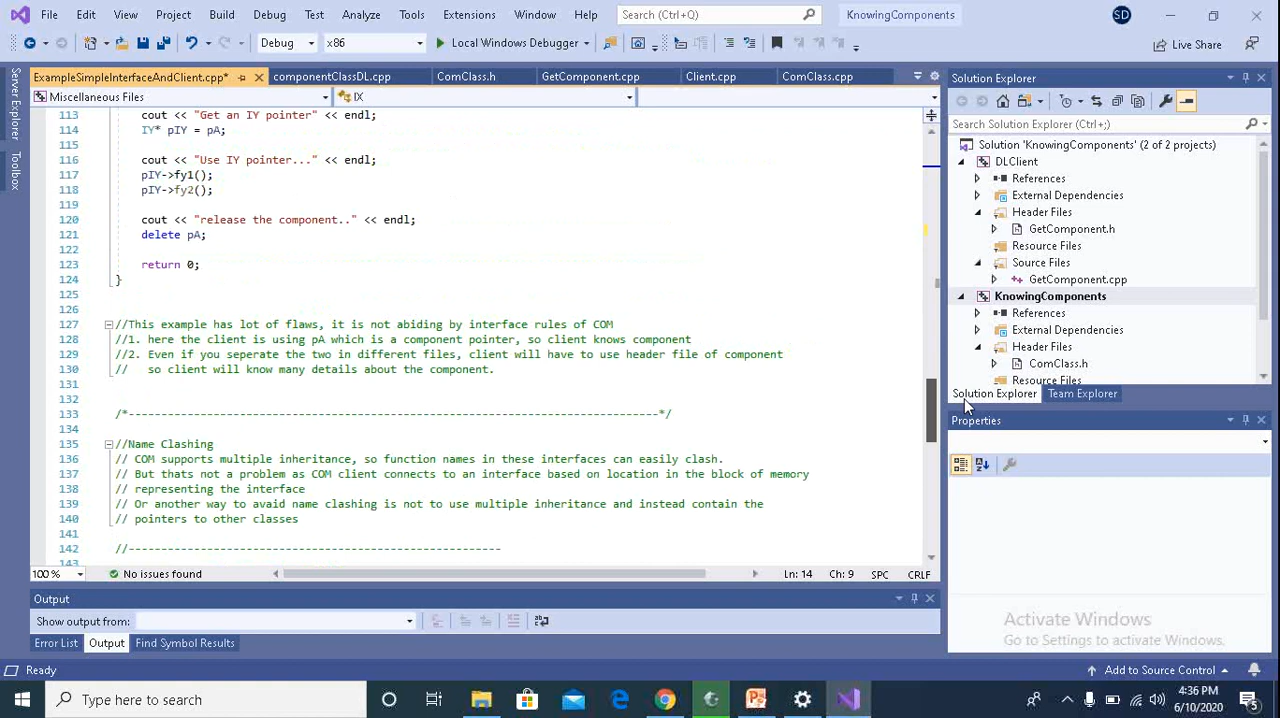 File Edit View Project Build Debug Test Analyze Tools Extensions Window Help Search (Ctrl+Q) KnowingComponents SD
Debug x86 Local Windows Debugger Live Share
ExampleSimpleInterfaceAndClient.cpp* componentClassDL.cpp ComClass.h GetComponent.cpp Client.cpp ComClass.cpp
Miscellaneous Files IX
113 cout << "Get an IY pointer" << endl;
114 IY* pIY = pA;
115
116 cout << "Use IY pointer..." << endl;
117 pIY->fy1();
118 pIY->fy2();
119
120 cout << "release the component.." << endl;
121 delete pA;
122
123 return 0;
124 }
125
126
127 //This example has lot of flaws, it is not abiding by interface rules of COM
128 //1. here the client is using pA which is a component pointer, so client knows component
129 //2. Even if you seperate the two in different files, client will have to use header file of component
130 // so client will know many details about the component.
131
132
133 /*-----------------------------------------------------------------------*/
134
135 //Name Clashing
136 // COM supports multiple inheritance, so function names in these interfaces can easily clash.
137 // But thats not a problem as COM client connects to an interface based on location in the block of memory
138 // representing the interface
139 // Or another way to avaid name clashing is not to use multiple inheritance and instead contain the
140 // pointers to other classes
141
142 //---------------------------------------------------
143
100 % No issues found Ln: 14 Ch: 9 SPC CRLF
Output
Show output from:
Error List Output Find Symbol Results
Server Explorer
Toolbox
Solution Explorer
Search Solution Explorer (Ctrl+;)
Solution 'KnowingComponents' (2 of 2 projects)
DLClient
References
External Dependencies
Header Files
GetComponent.h
Resource Files
Source Files
GetComponent.cpp
KnowingComponents
References
External Dependencies
Header Files
ComClass.h
Resource Files
Solution Explorer Team Explorer
Properties
Activate Windows
Go to Settings to activate Windows.
Ready Add to Source Control
Type here to search
4:36 PM
6/10/2020
5